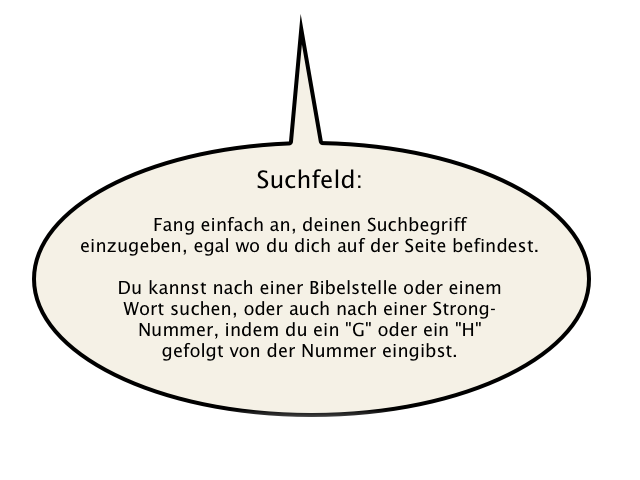 Suchfeld:
Fang einfach an, deinen Suchbegriff
einzugeben, egal wo du dich auf der Seite befindest.
Du kannst nach einer Bibelstelle oder einem
Wort suchen, oder auch nach einer Strong-
Nummer, indem du ein "G" oder ein "H"
gefolgt von der Nummer eingibst.